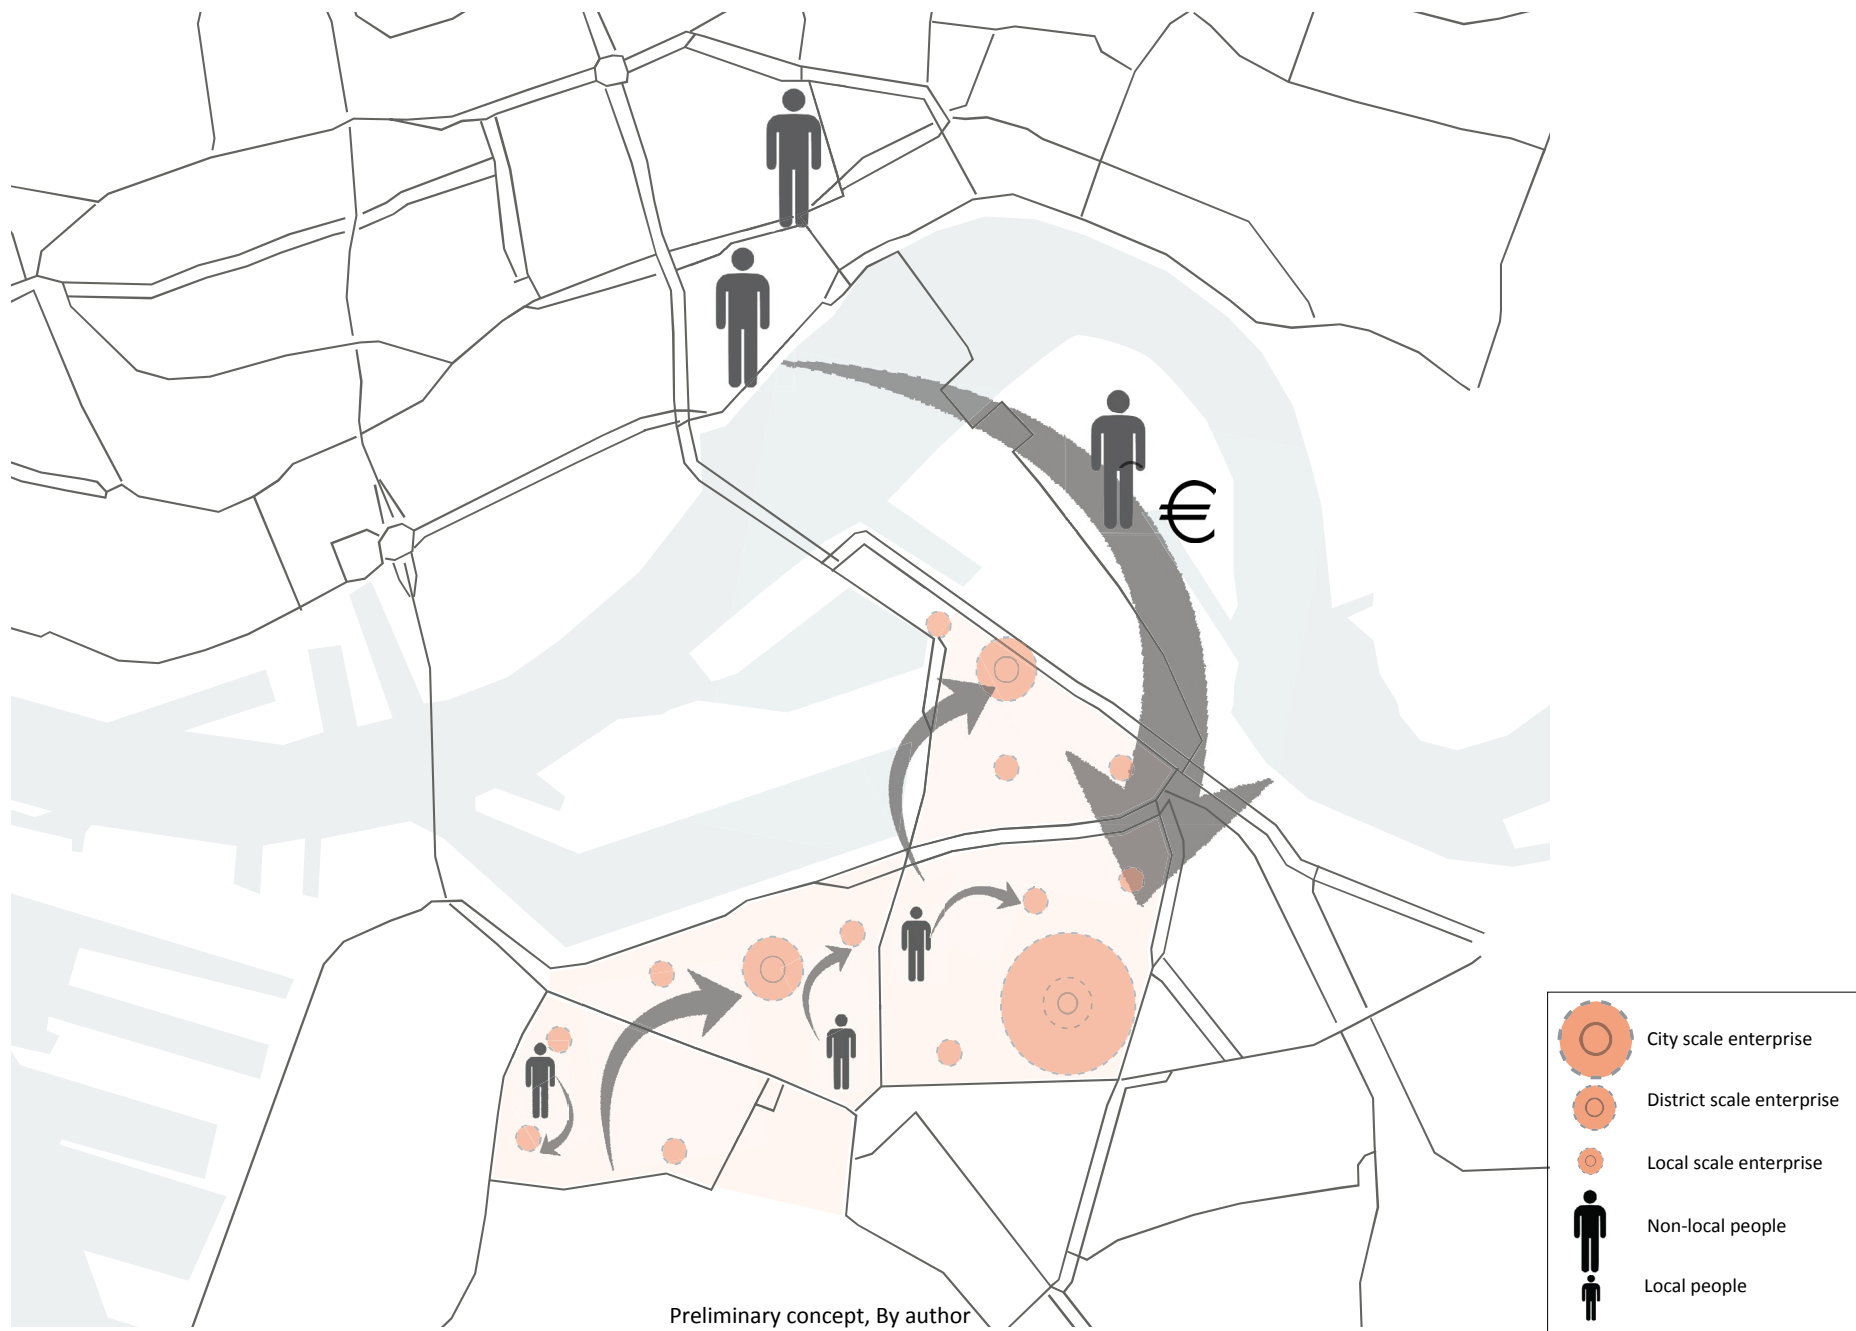 €
City scale enterprise
District scale enterprise
Local scale enterprise
Non-local people
Local people
Preliminary concept, By author